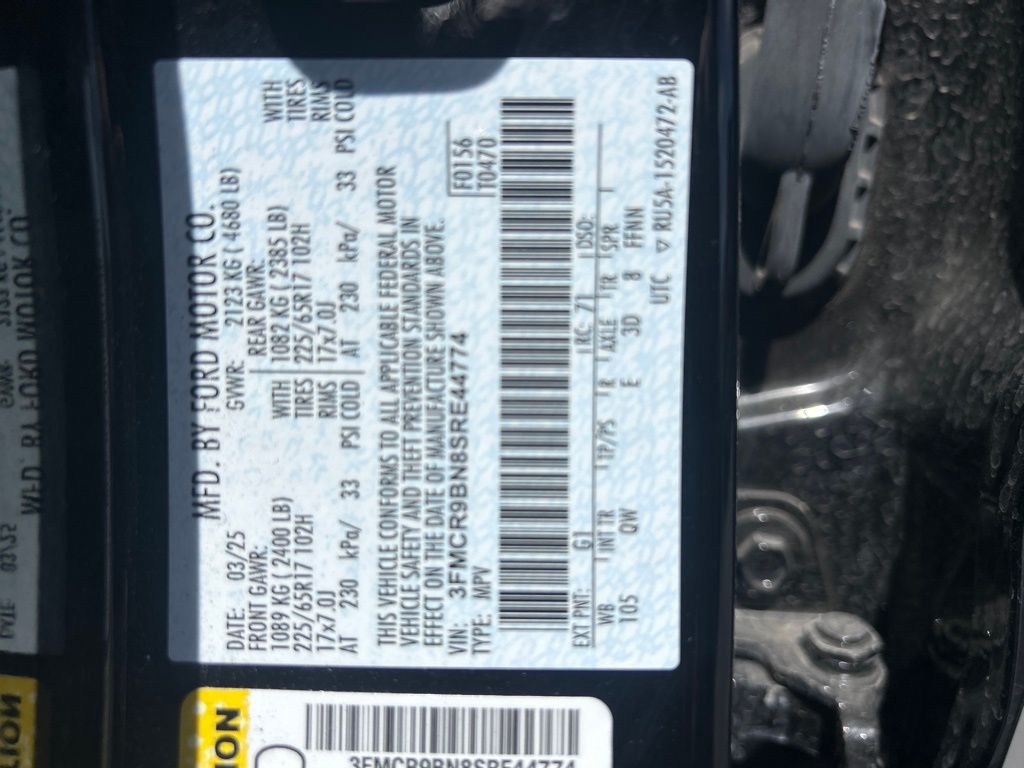 MFD. BY FORD MOTOR CO.
DATE: 03/25 GVWR: 2123 KG ( 4680 LB)
FRONT GAWR: REAR GAWR:
1089 KG ( 2400 LB) WITH 1082 KG ( 2385 LB) WITH
225/65R17 102H TIRES 225/65R17 102H TIRES
17x7.0J RIMS 17x7.0J RIMS
AT 230 kPa/ 33 PSI COLD AT 230 kPa/ 33 PSI COLD
THIS VEHICLE CONFORMS TO ALL APPLICABLE FEDERAL MOTOR
VEHICLE SAFETY AND THEFT PREVENTION STANDARDS IN
EFFECT ON THE DATE OF MANUFACTURE SHOWN ABOVE.
VIN: 3FMCR9BN8SRE44774 F0156
TYPE: MPV T0470
EXT PNT: G1 RC: 71 DSO:
WB INT TR TP/PS R AXLE TR SPR
105 QW E 3D 8 FFNN
UTC ▽ RU5A-1520472-AB
ION
3FMCR9BN8SRE44774